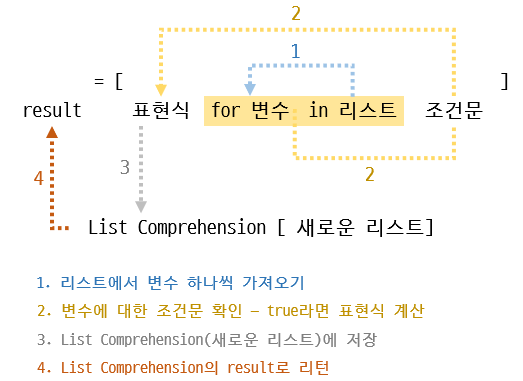 2
1
= [ ]
result 표현식 for 변수 in 리스트 조건문
3
2
4
List Comprehension [ 새로운 리스트]
1. 리스트에서 변수 하나씩 가져오기
2. 변수에 대한 조건문 확인 – true라면 표현식 계산
3. List Comprehension(새로운 리스트)에 저장
4. List Comprehension의 result로 리턴